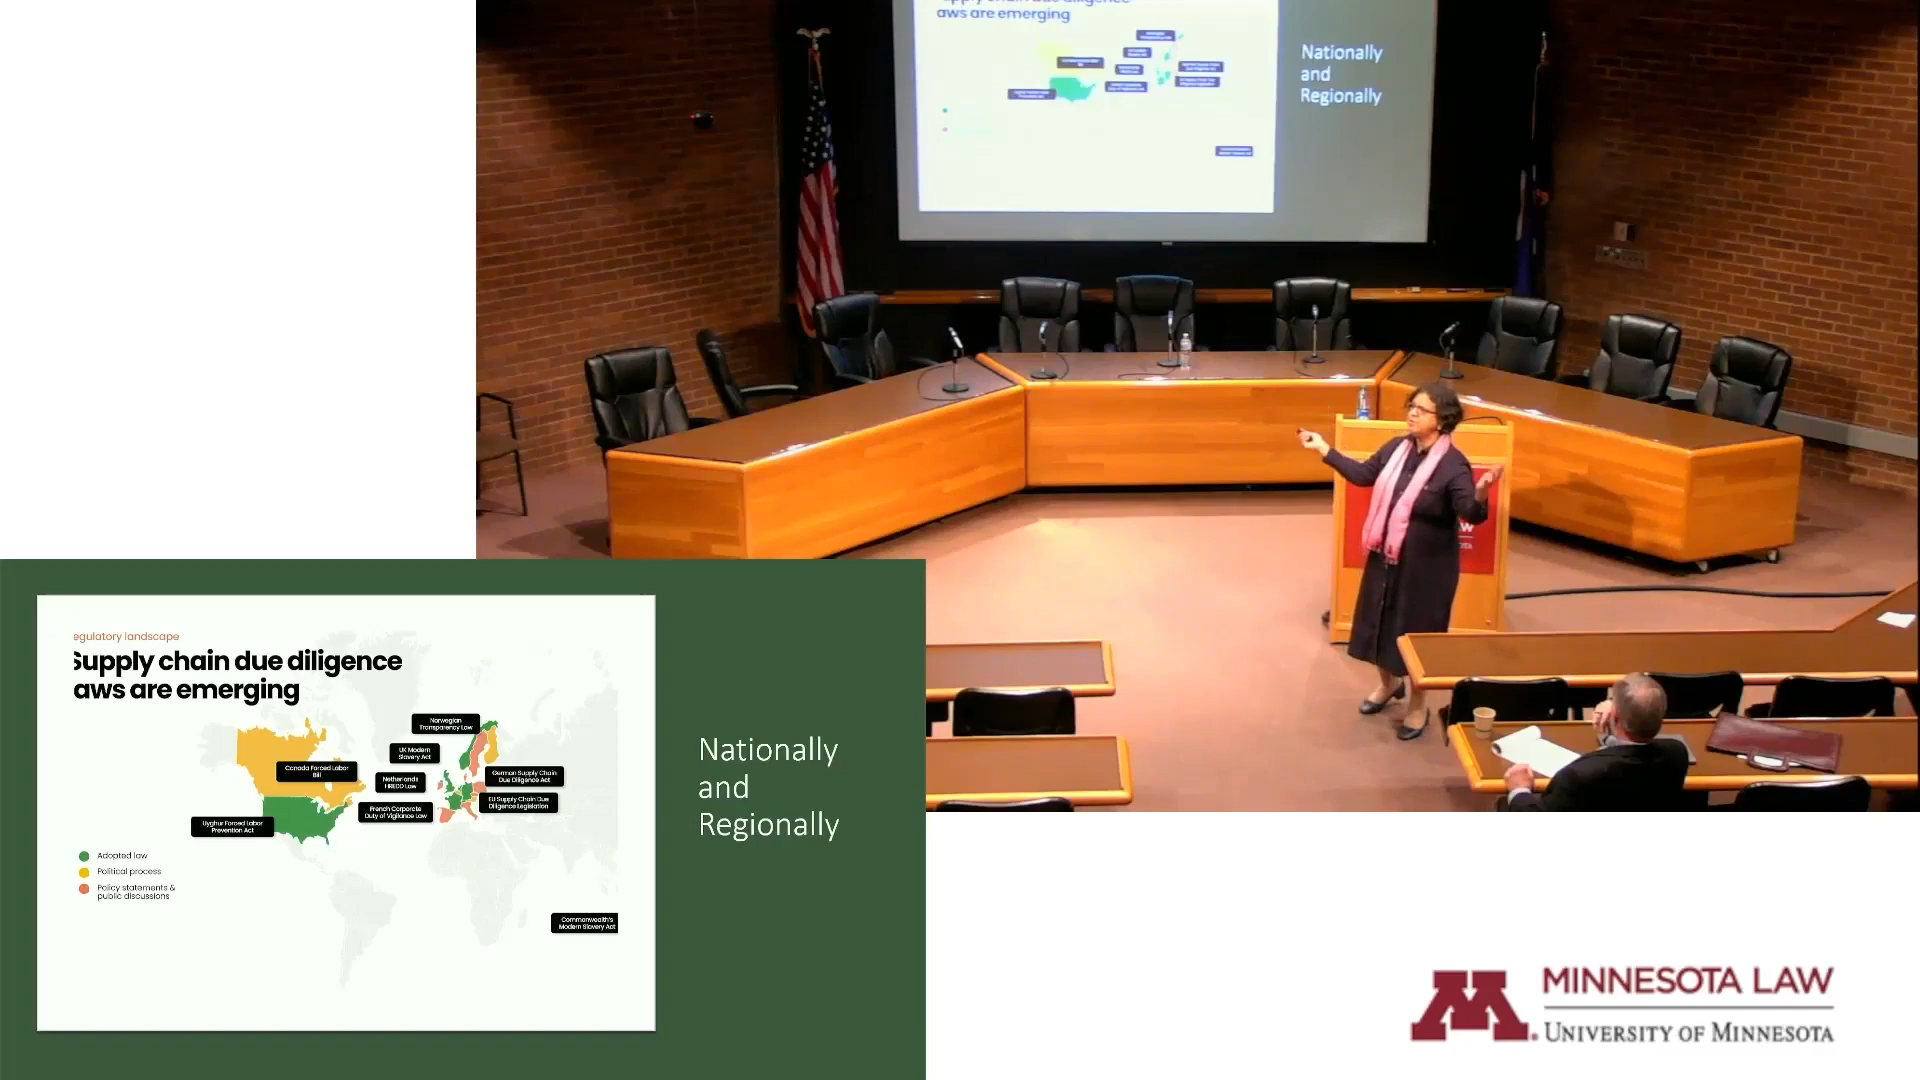 aws are emerging
Nationally
and
Regionally
egulatory landscape
Supply chain due diligence
aws are emerging
Norwegian
Transparency Law
UK Modern
Slavery Act
Canada Forced Labor
Bill
Netherlands
HREDD Law
German Supply Chain
Due Diligence Act
EU Supply Chain Due
Diligence Legislation
French Corporate
Duty of Vigilance Law
Uyghur Forced Labor
Prevention Act
Adopted law
Political process
Policy statements &
public discussions
Commonwealth's
Modern Slavery Act
Nationally
and
Regionally
MINNESOTA LAW
UNIVERSITY OF MINNESOTA